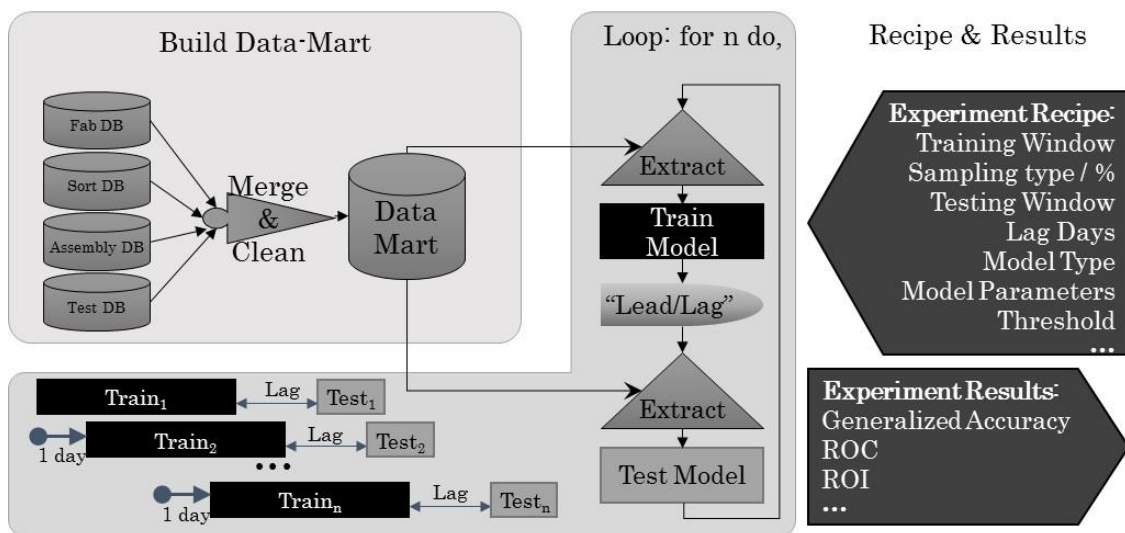 Build Data-Mart
Fab DB
Sort DB
Assembly DB
Test DB
Merge
&
Clean
Data
Mart
Loop: for n do,
Extract
Train
Model
“Lead/Lag”
Extract
Test Model
Train₁
Lag
Test₁
1 day
Train₂
Lag
Test₂
...
1 day
Trainₙ
Lag
Testₙ
Recipe & Results
Experiment Recipe:
Training Window
Sampling type / %
Testing Window
Lag Days
Model Type
Model Parameters
Threshold
...
Experiment Results:
Generalized Accuracy
ROC
ROI
...